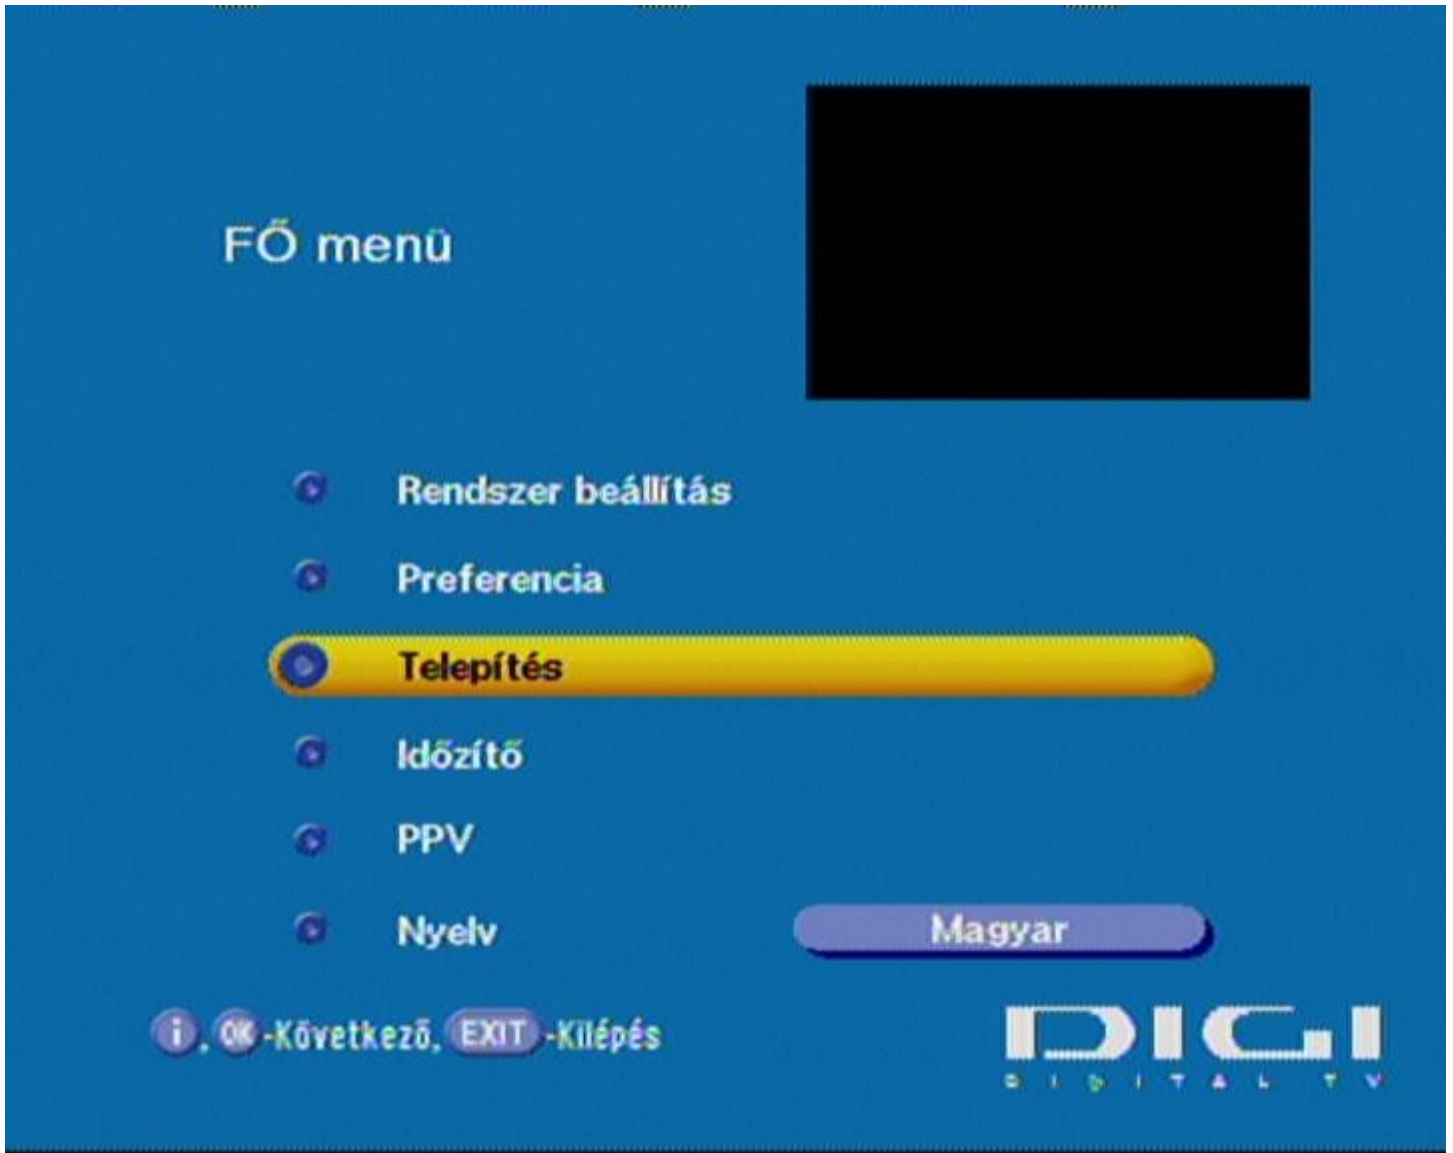 FŐ menü
Rendszer beállítás
Preferencia
Telepítés
Időzítő
PPV
Nyelv Magyar
i, OK -Következő, EXIT -Kilépés
DIGI
DIGITAL TV